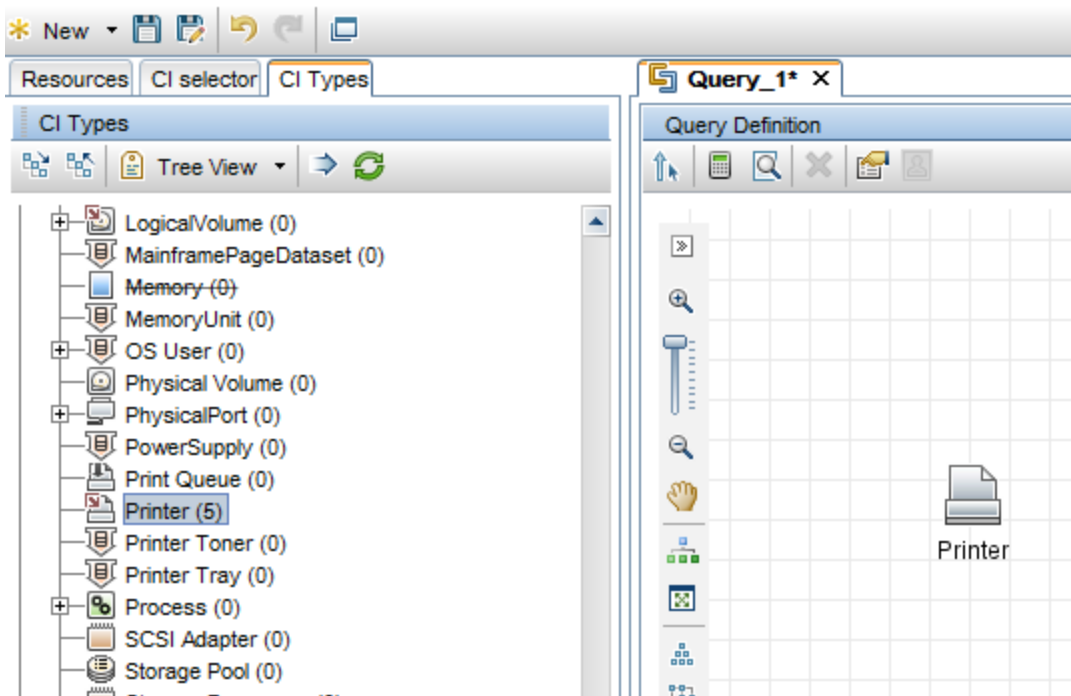 New
Resources CI selector CI Types
Query_1*
CI Types
Query Definition
Tree View
LogicalVolume (0)
MainframePageDataset (0)
Memory (0)
MemoryUnit (0)
OS User (0)
Physical Volume (0)
PhysicalPort (0)
PowerSupply (0)
Print Queue (0)
Printer (5)
Printer Toner (0)
Printer Tray (0)
Process (0)
SCSI Adapter (0)
Storage Pool (0)
Printer